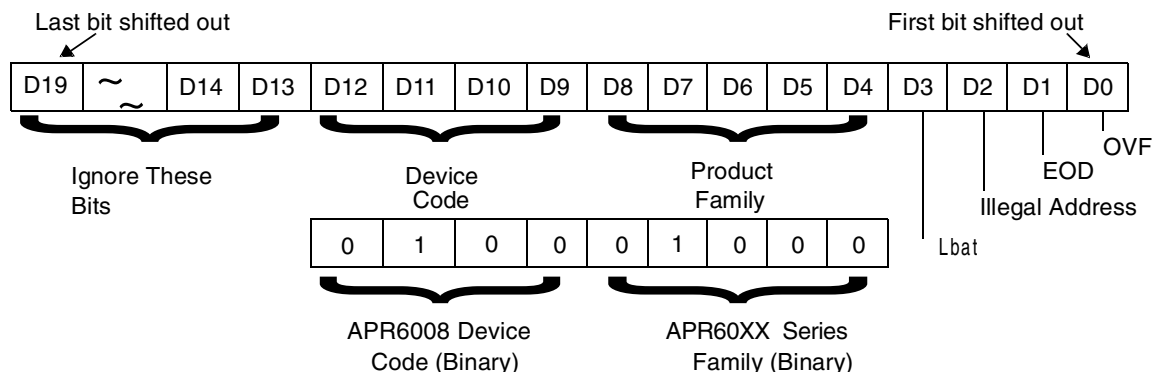 Last bit shifted out First bit shifted out
D19 ~ ~ D14 D13 D12 D11 D10 D9 D8 D7 D6 D5 D4 D3 D2 D1 D0
OVF
EOD
Ignore These
Bits
Device
Code
Product
Family
Illegal Address
Lbat
0 1 0 0 0 1 0 0 0
APR6008 Device
Code (Binary)
APR60XX Series
Family (Binary)